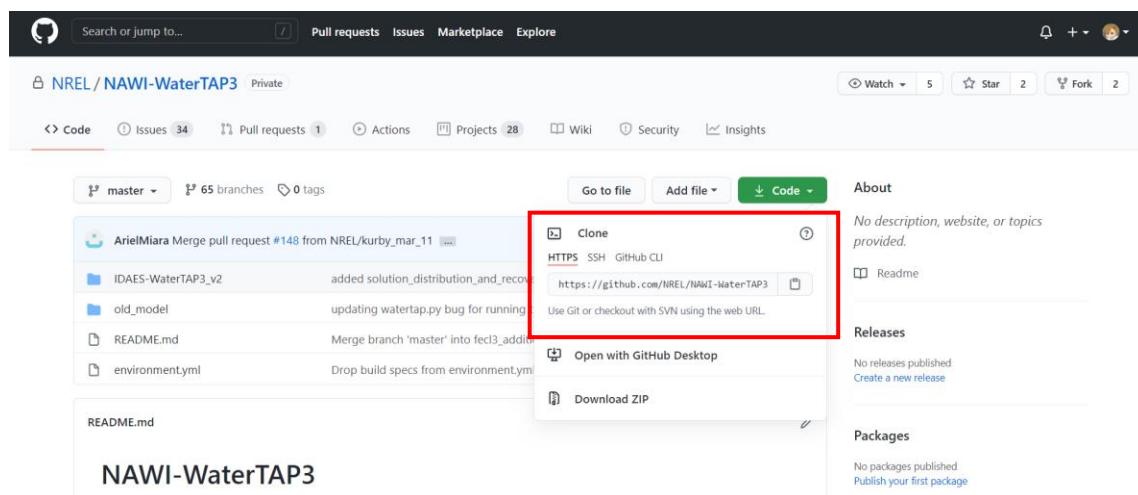 Search or jump to... / Pull requests Issues Marketplace Explore
NREL / NAWI-WaterTAP3 Private Watch 5 Star 2 Fork 2
Code Issues 34 Pull requests 1 Actions Projects 28 Wiki Security Insights
master 65 branches 0 tags Go to file Add file Code
ArielMiara Merge pull request #148 from NREL/kurby_mar_11 ...
IDAES-WaterTAP3_v2 added solution_distribution_and_recove
old_model updating watertap.py bug for running
README.md Merge branch 'master' into fecl3_additi
environment.yml Drop build specs from environment.ym
README.md
NAWI-WaterTAP3
Clone
HTTPS SSH GitHub CLI
https://github.com/NREL/NAWI-WaterTAP3
Use Git or checkout with SVN using the web URL.
Open with GitHub Desktop
Download ZIP
About
No description, website, or topics
provided.
Readme
Releases
No releases published
Create a new release
Packages
No packages published
Publish your first package